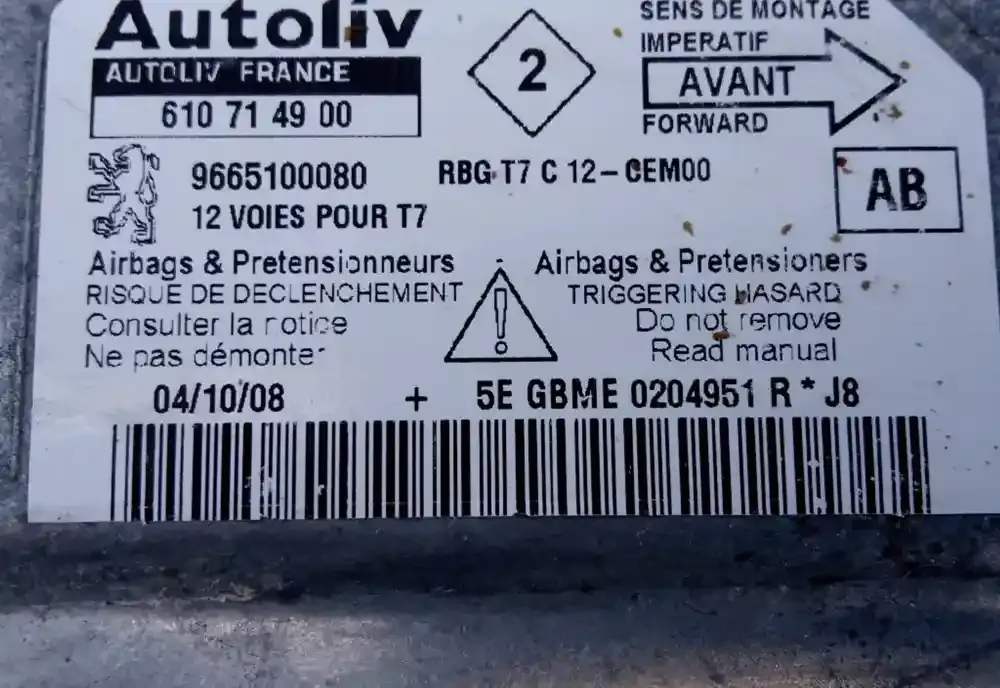 Autoliv
AUTOLIV FRANCE
610 71 49 00
2
SENS DE MONTAGE
IMPERATIF
AVANT
FORWARD
9665100080 RBG T7 C 12-CEM00
12 VOIES POUR T7
AB
Airbags & Pretensionneurs
RISQUE DE DECLENCHEMENT
Consulter la notice
Ne pas démonter
Airbags & Pretensioners
TRIGGERING HASARD
Do not remove
Read manual
04/10/08 + 5E GBME 0204951 R * J8